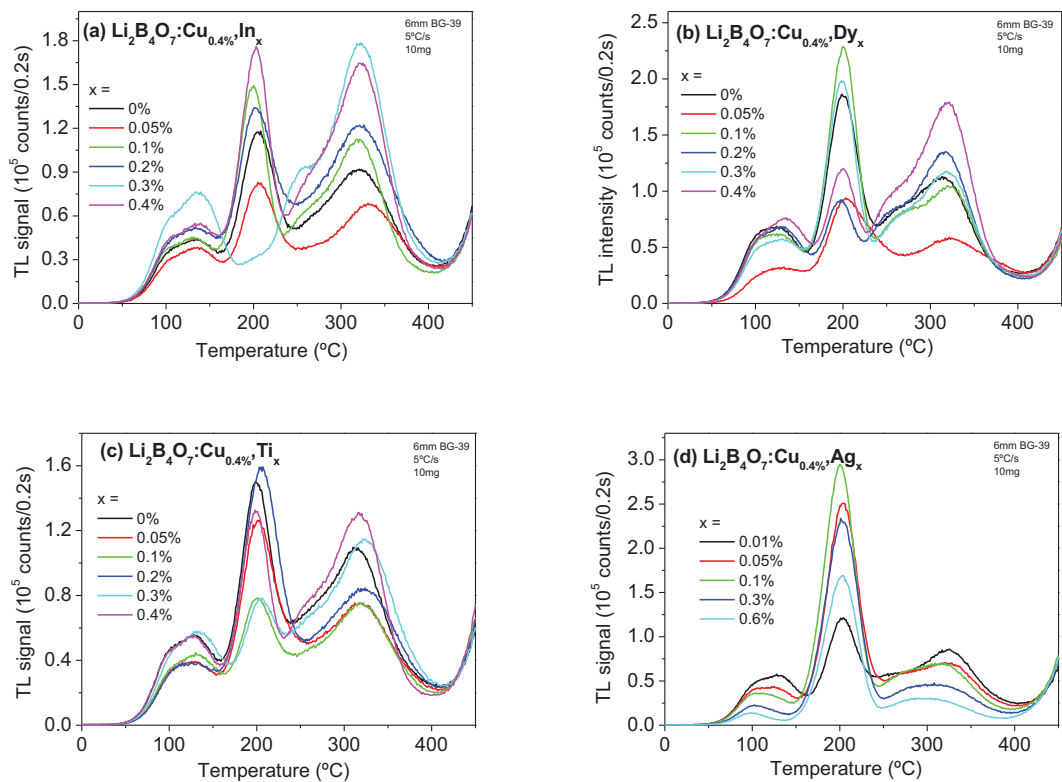 (a) Li₂B₄O₇:Cu₀.₄%,Inₓ
6mm BG-39
5ºC/s
10mg
x =
0%
0.05%
0.1%
0.2%
0.3%
0.4%
TL signal (10⁵ counts/0.2s)
1.8
1.5
1.2
0.9
0.6
0.3
0.0
0 100 200 300 400
Temperature (ºC)
(b) Li₂B₄O₇:Cu₀.₄%,Dyₓ
6mm BG-39
5ºC/s
10mg
x =
0%
0.05%
0.1%
0.2%
0.3%
0.4%
TL intensity (10⁵ counts/0.2s)
2.5
2.0
1.5
1.0
0.5
0.0
0 100 200 300 400
Temperature (ºC)
(c) Li₂B₄O₇:Cu₀.₄%,Tiₓ
6mm BG-39
5ºC/s
10mg
x =
0%
0.05%
0.1%
0.2%
0.3%
0.4%
TL signal (10⁵ counts/0.2s)
1.6
1.2
0.8
0.4
0.0
0 100 200 300 400
Temperature (ºC)
(d) Li₂B₄O₇:Cu₀.₄%,Agₓ
6mm BG-39
5ºC/s
10mg
x =
0.01%
0.05%
0.1%
0.3%
0.6%
TL signal (10⁵ counts/0.2s)
3.0
2.5
2.0
1.5
1.0
0.5
0.0
0 100 200 300 400
Temperature (ºC)